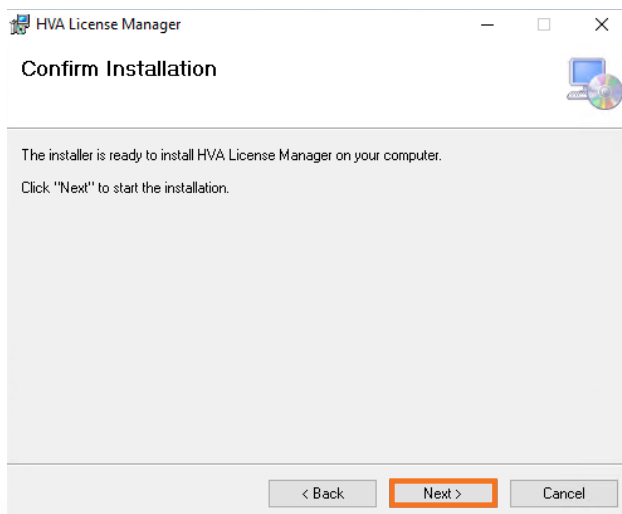 HVA License Manager
Confirm Installation
The installer is ready to install HVA License Manager on your computer.
Click "Next" to start the installation.
< Back
Next >
Cancel